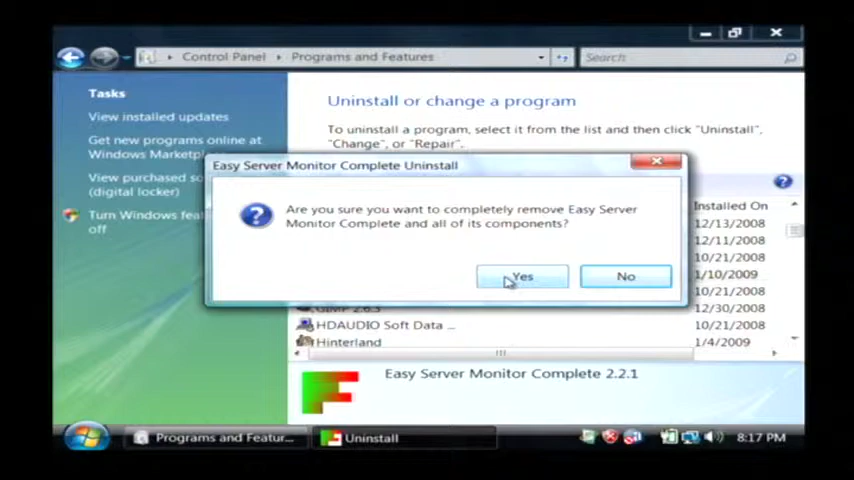 Control Panel
Programs and Features
Search
Tasks
View installed updates
Get new programs online at
Windows Marketpla
View purchased so
(digital locker)
Turn Windows feat
off
Uninstall or change a program
To uninstall a program, select it from the list and then click "Uninstall",
"Change", or "Repair".
Easy Server Monitor Complete Uninstall
Are you sure you want to completely remove Easy Server
Monitor Complete and all of its components?
Yes
No
Installed On
12/13/2008
12/11/2008
10/21/2008
1/10/2009
10/21/2008
GIMP 2.6.3
12/30/2008
HDAUDIO Soft Data ...
10/21/2008
Hinterland
1/4/2009
Easy Server Monitor Complete 2.2.1
Programs and Featur...
Uninstall
8:17 PM